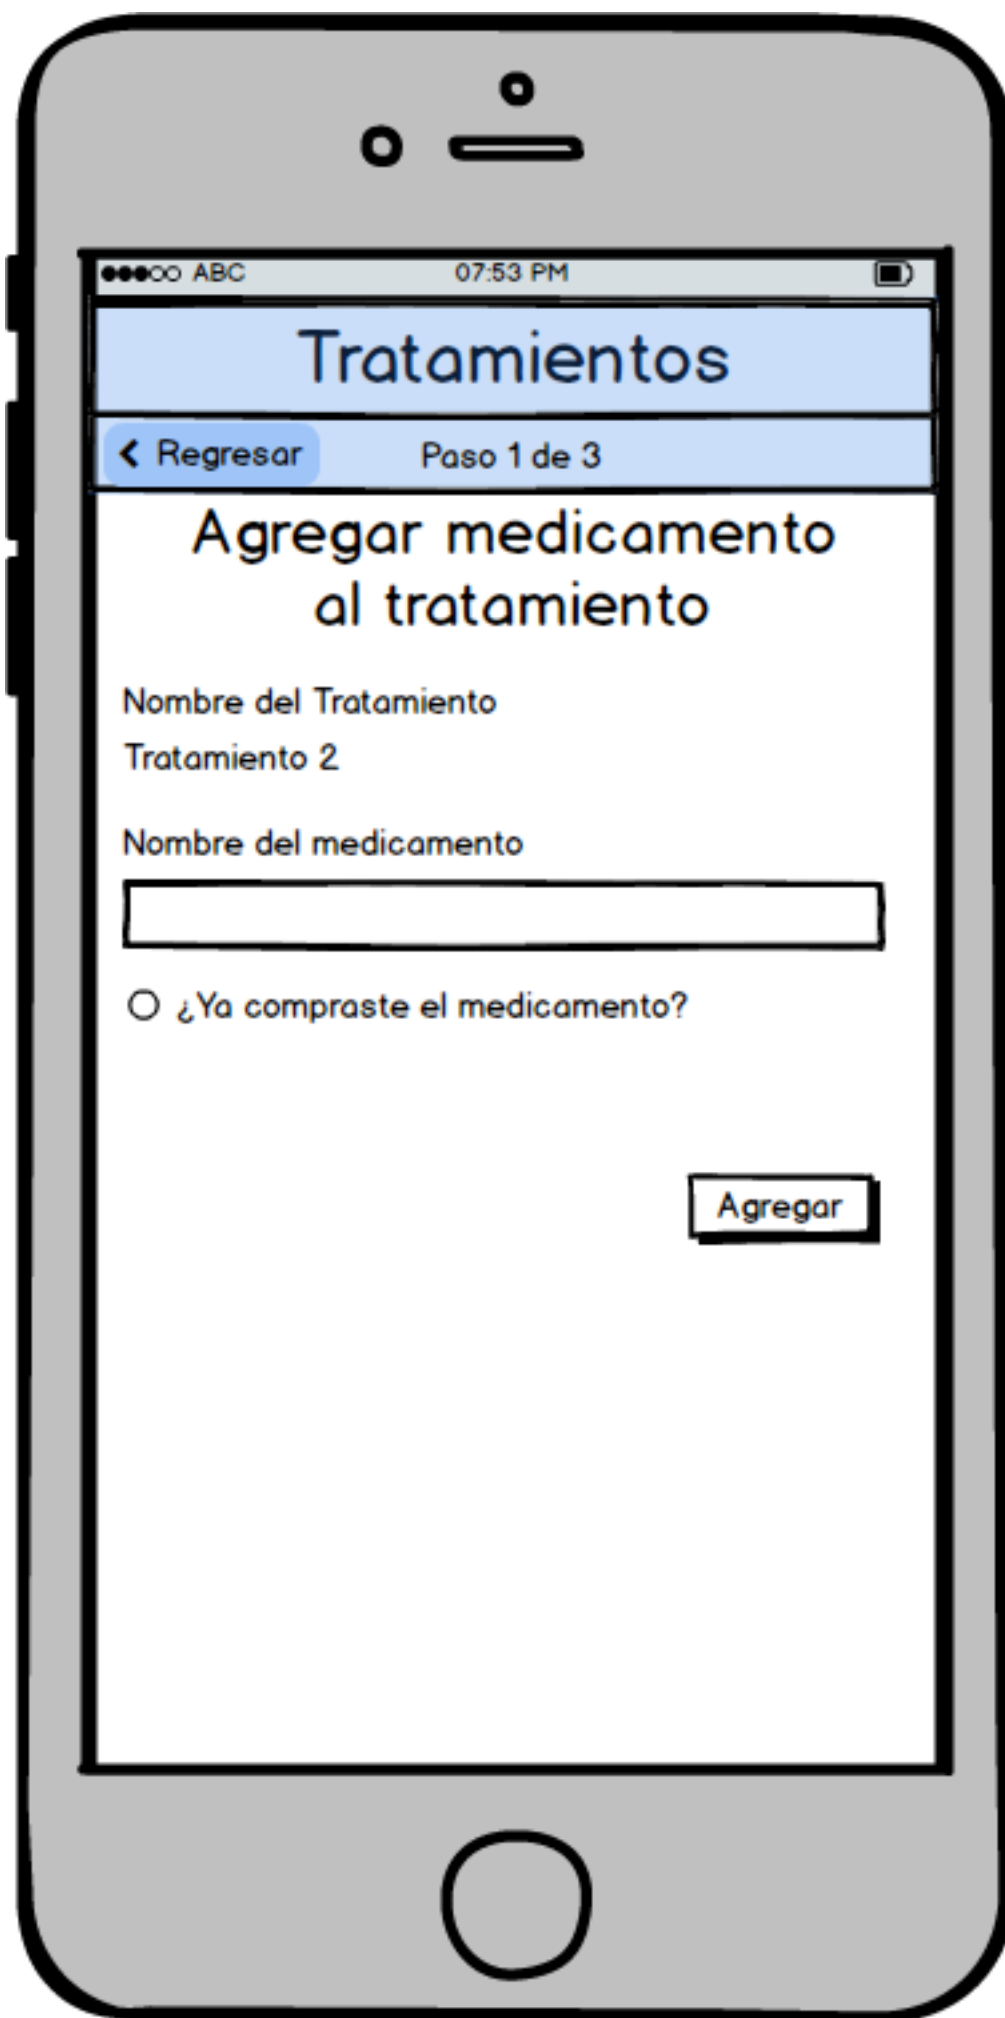 ABC 07:53 PM
Tratamientos
Regresar Paso 1 de 3
Agregar medicamento
al tratamiento
Nombre del Tratamiento
Tratamiento 2
Nombre del medicamento
¿Ya compraste el medicamento?
Agregar